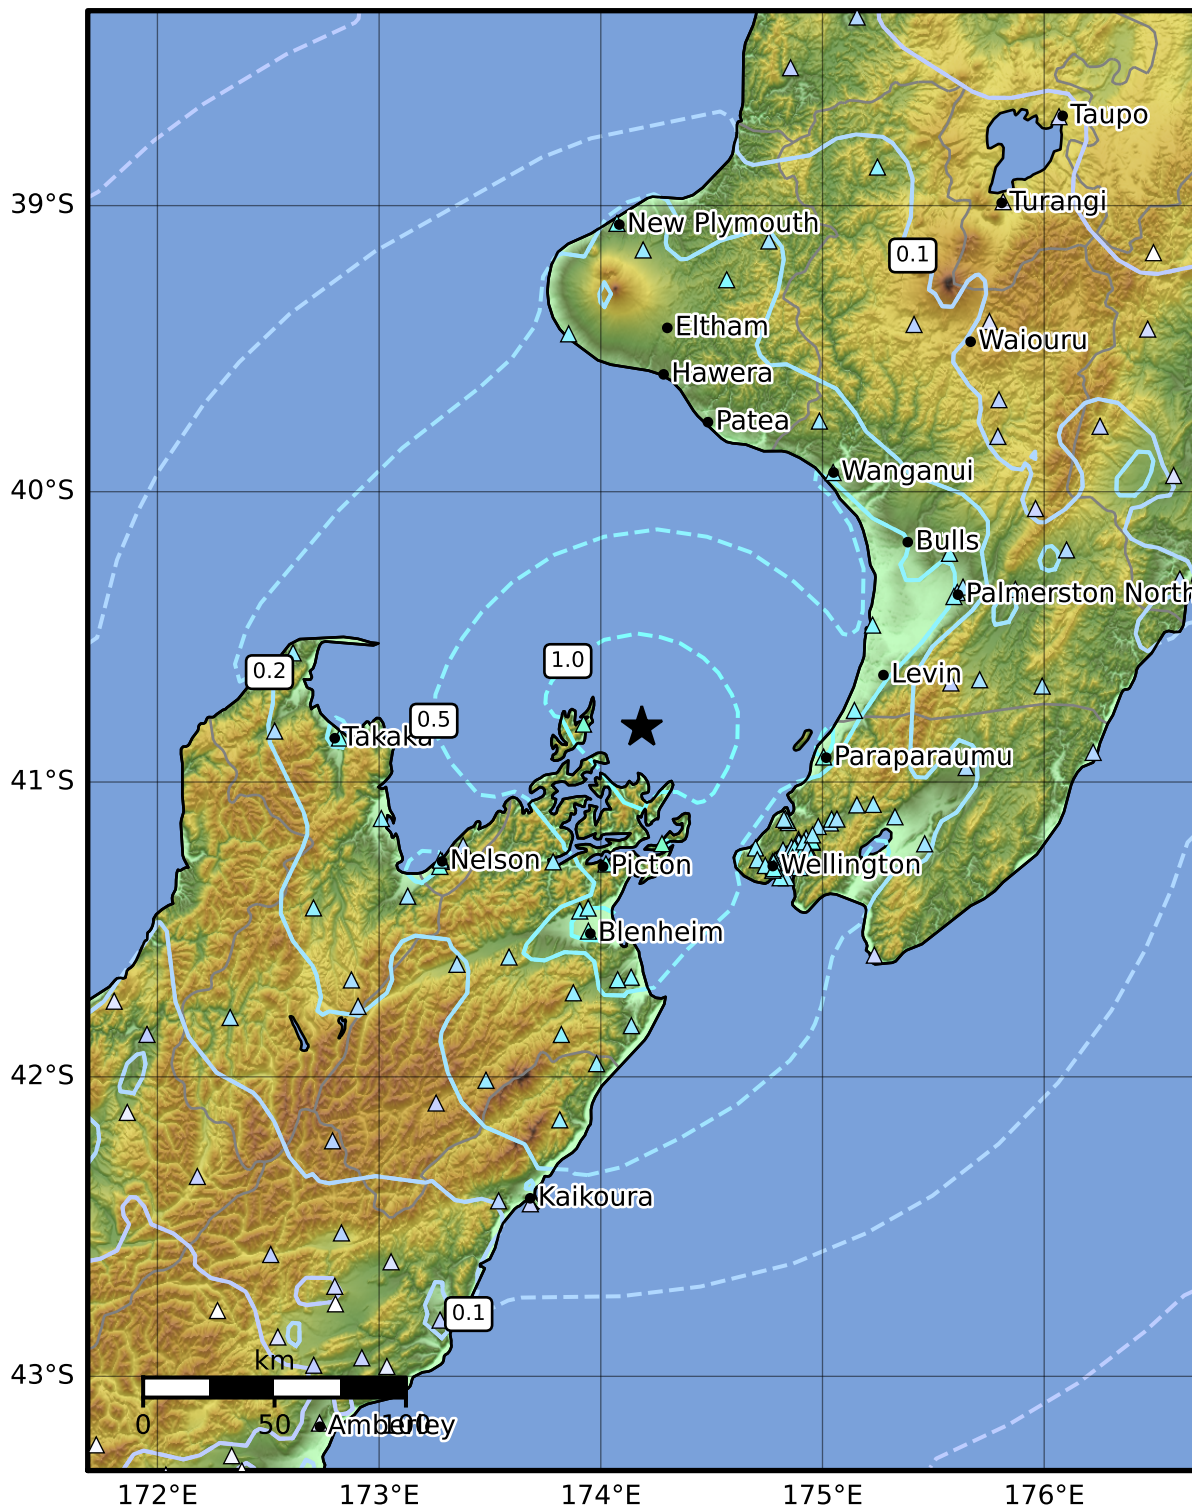 Taupo
39°S
Turangi
New Plymouth
0.1
Eltham
Waiouru
Hawera
Patea
40°S
Wanganui
Bulls
Palmerston North
1.0
0.2
Levin
0.5
Takaka
41°S
Paraparaumu
Nelson
Picton
Wellington
Blenheim
42°S
Kaikoura
0.1
43°S
km
0
50
100
Amberley
172°E
173°E
174°E
175°E
176°E